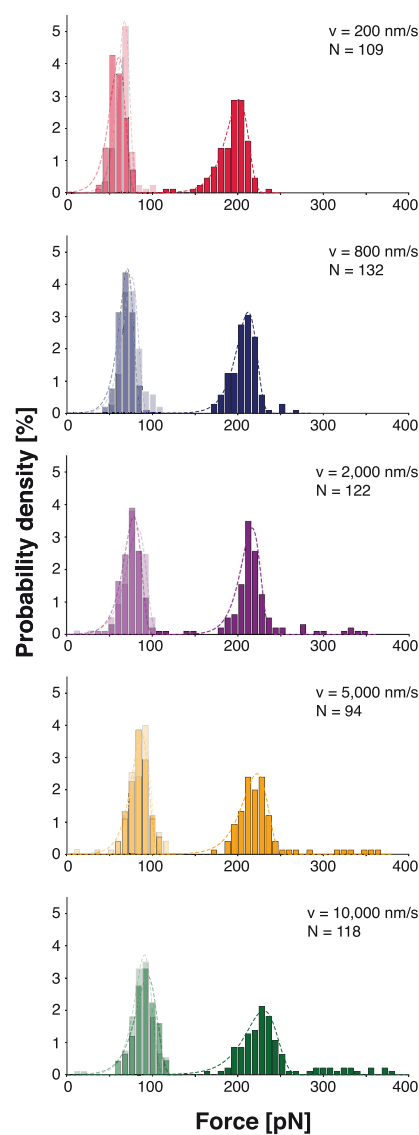 5
4
3
2
1
0
v = 200 nm/s
N = 109
0 100 200 300 400
5
4
3
2
1
0
v = 800 nm/s
N = 132
0 100 200 300 400
5
4
3
2
1
0
v = 2,000 nm/s
N = 122
0 100 200 300 400
5
4
3
2
1
0
v = 5,000 nm/s
N = 94
0 100 200 300 400
5
4
3
2
1
0
v = 10,000 nm/s
N = 118
0 100 200 300 400
Probability density [%]
Force [pN]